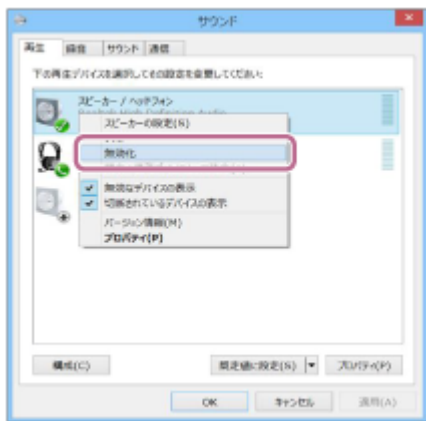 サウンド
再生 録音 サウンド 通信
下の再生デバイスを選択してその設定を変更してください:
スピーカー / ヘッドフォン
Realtek High Definition Audio
スピーカーの設定(S)
無効化
無効なデバイスの表示
切断されているデバイスの表示
バージョン情報(M)
プロパティ(P)
構成(C) 既定値に設定(S) プロパティ(P)
OK キャンセル 適用(A)